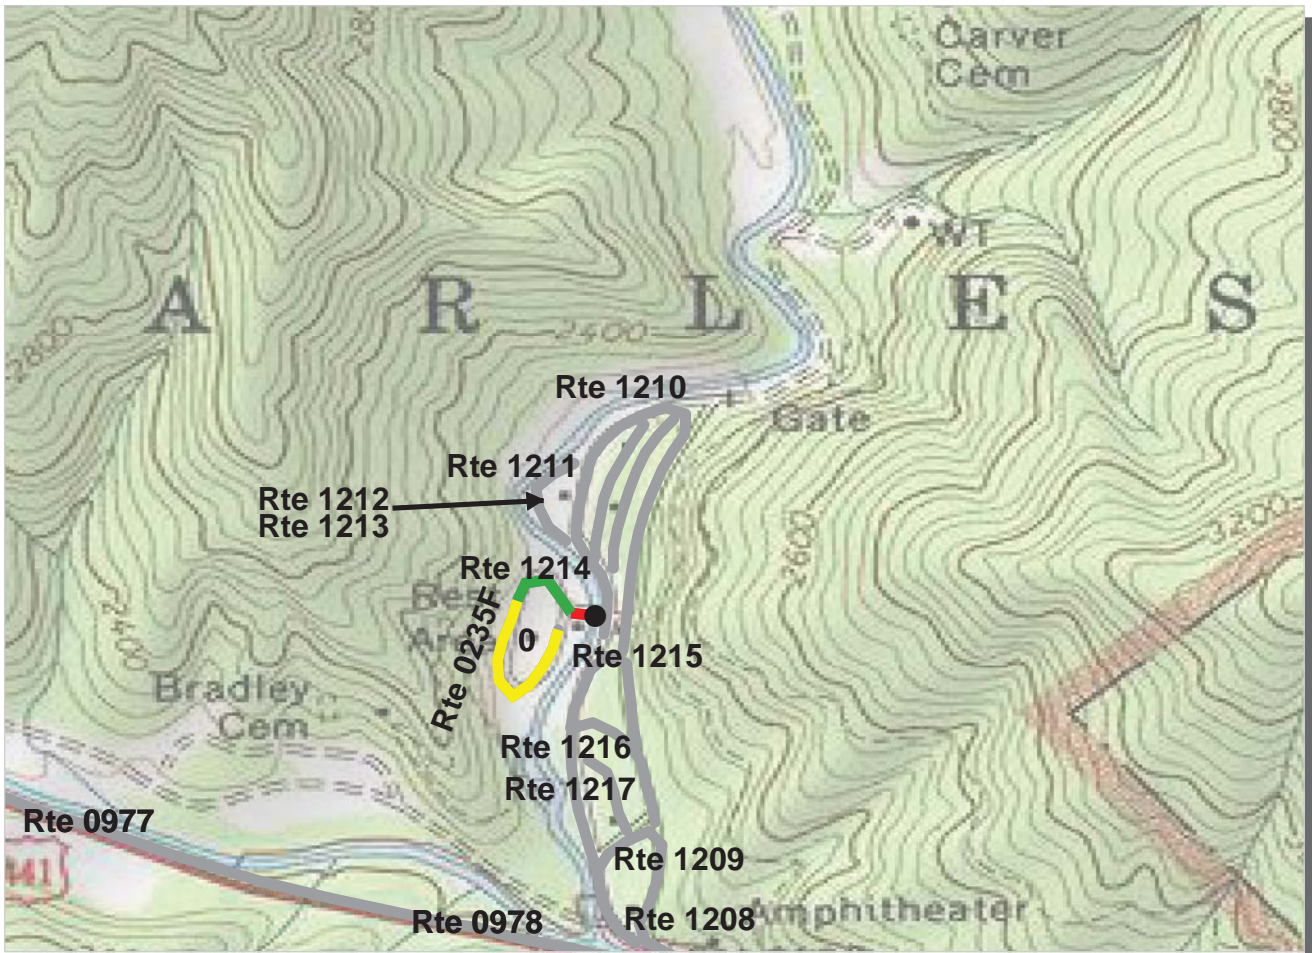 Carver
Cem
2800
WT
A R L E S
2800
2400
Rte 1210
Gate
Rte 1211
Rte 1212
Rte 1213
3200
Rte 1214
2400
Rte 0235F
0
Rte 1215
Bradley
Cem
Rte 1216
Rte 1217
Rte 0977
441
Rte 1209
Rte 0978
Rte 1208
Amphitheater